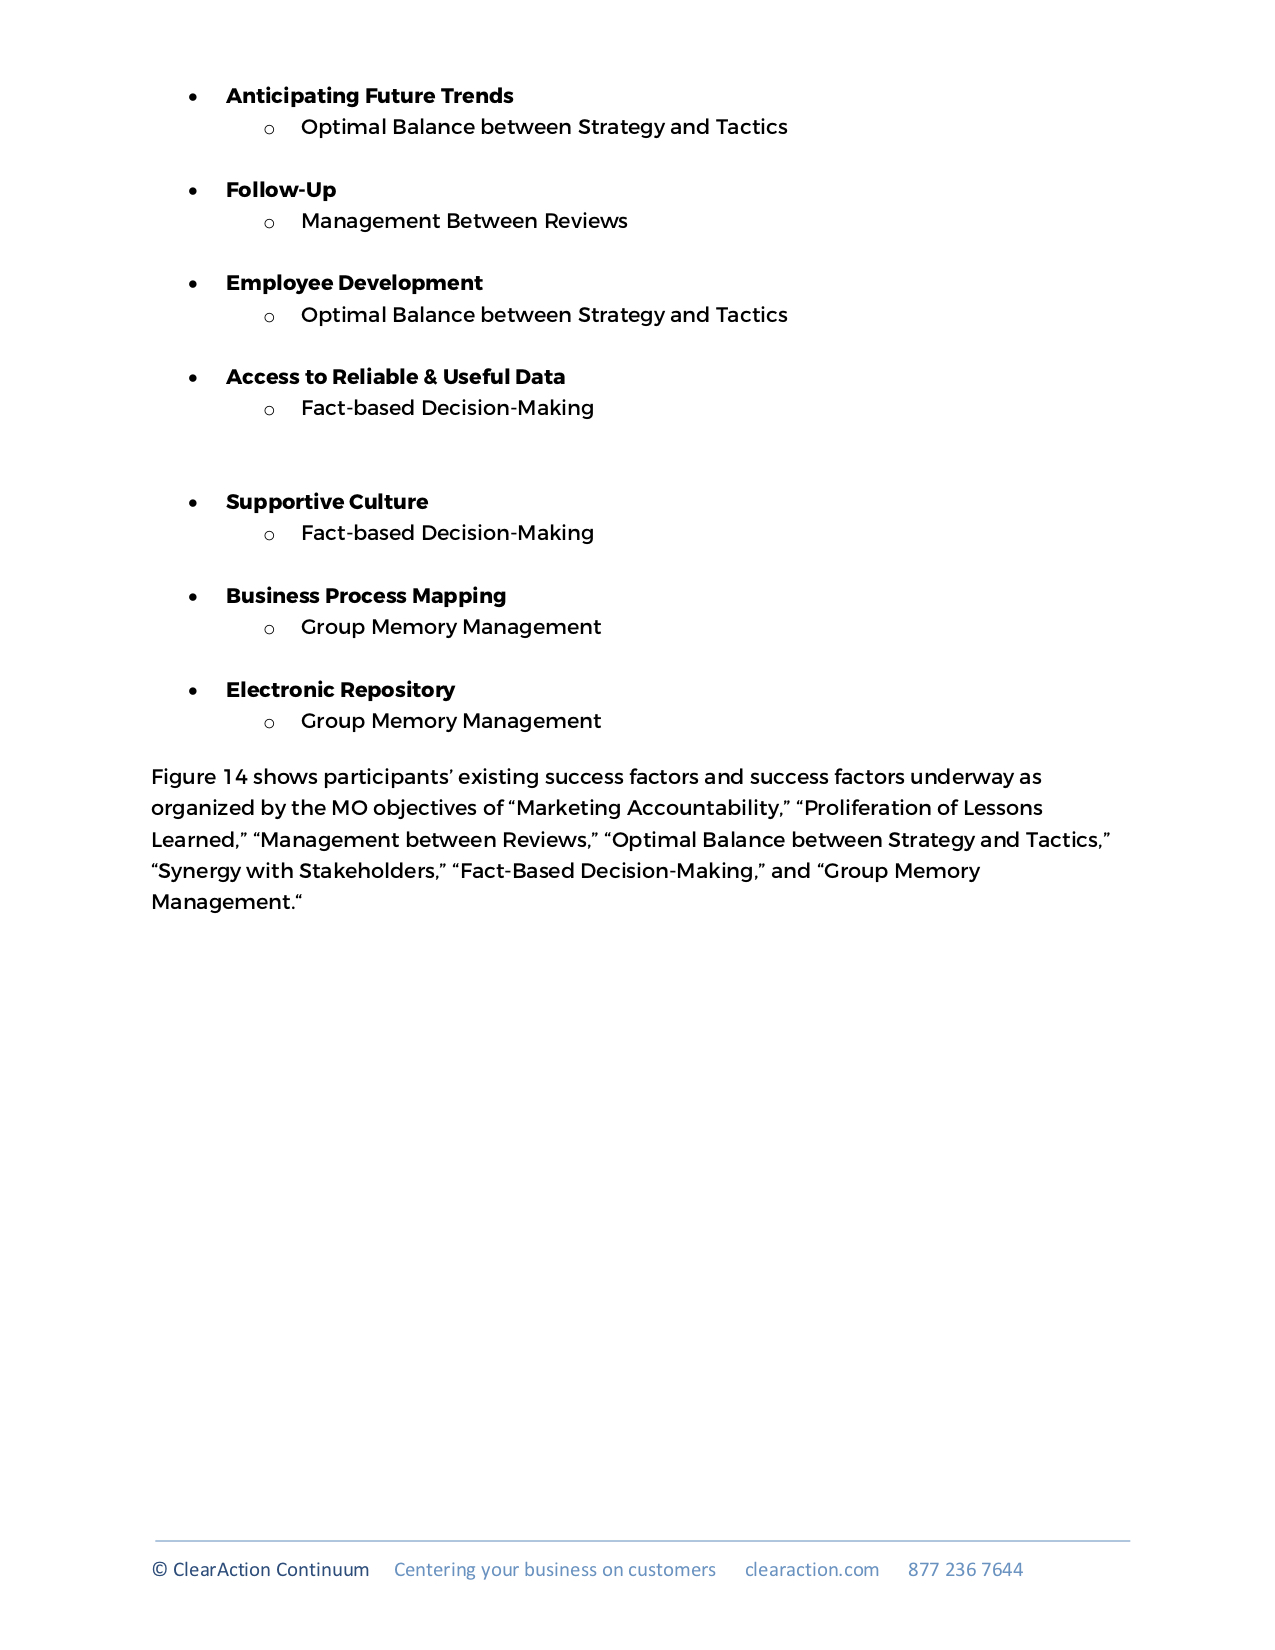 • Anticipating Future Trends
o Optimal Balance between Strategy and Tactics
• Follow-Up
o Management Between Reviews
• Employee Development
o Optimal Balance between Strategy and Tactics
• Access to Reliable & Useful Data
o Fact-based Decision-Making
• Supportive Culture
o Fact-based Decision-Making
• Business Process Mapping
o Group Memory Management
• Electronic Repository
o Group Memory Management
Figure 14 shows participants’ existing success factors and success factors underway as
organized by the MO objectives of “Marketing Accountability,” “Proliferation of Lessons
Learned,” “Management between Reviews,” “Optimal Balance between Strategy and Tactics,”
“Synergy with Stakeholders,” “Fact-Based Decision-Making,” and “Group Memory
Management.“
© ClearAction Continuum Centering your business on customers clearaction.com 877 236 7644